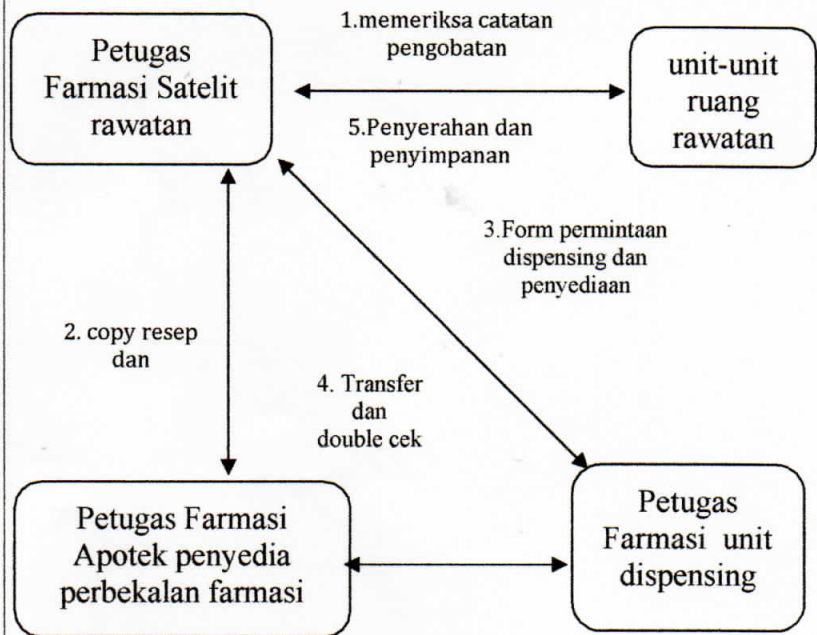 1.memeriksa catatan
pengobatan
Petugas
Farmasi Satelit
rawatan
unit-unit
ruang
rawatan
5.Penyerahan dan
penyimpanan
3.Form permintaan
dispensing dan
penyediaan
2. copy resep
dan
4. Transfer
dan
double cek
Petugas Farmasi
Apotek penyedia
perbekalan farmasi
Petugas
Farmasi unit
dispensing